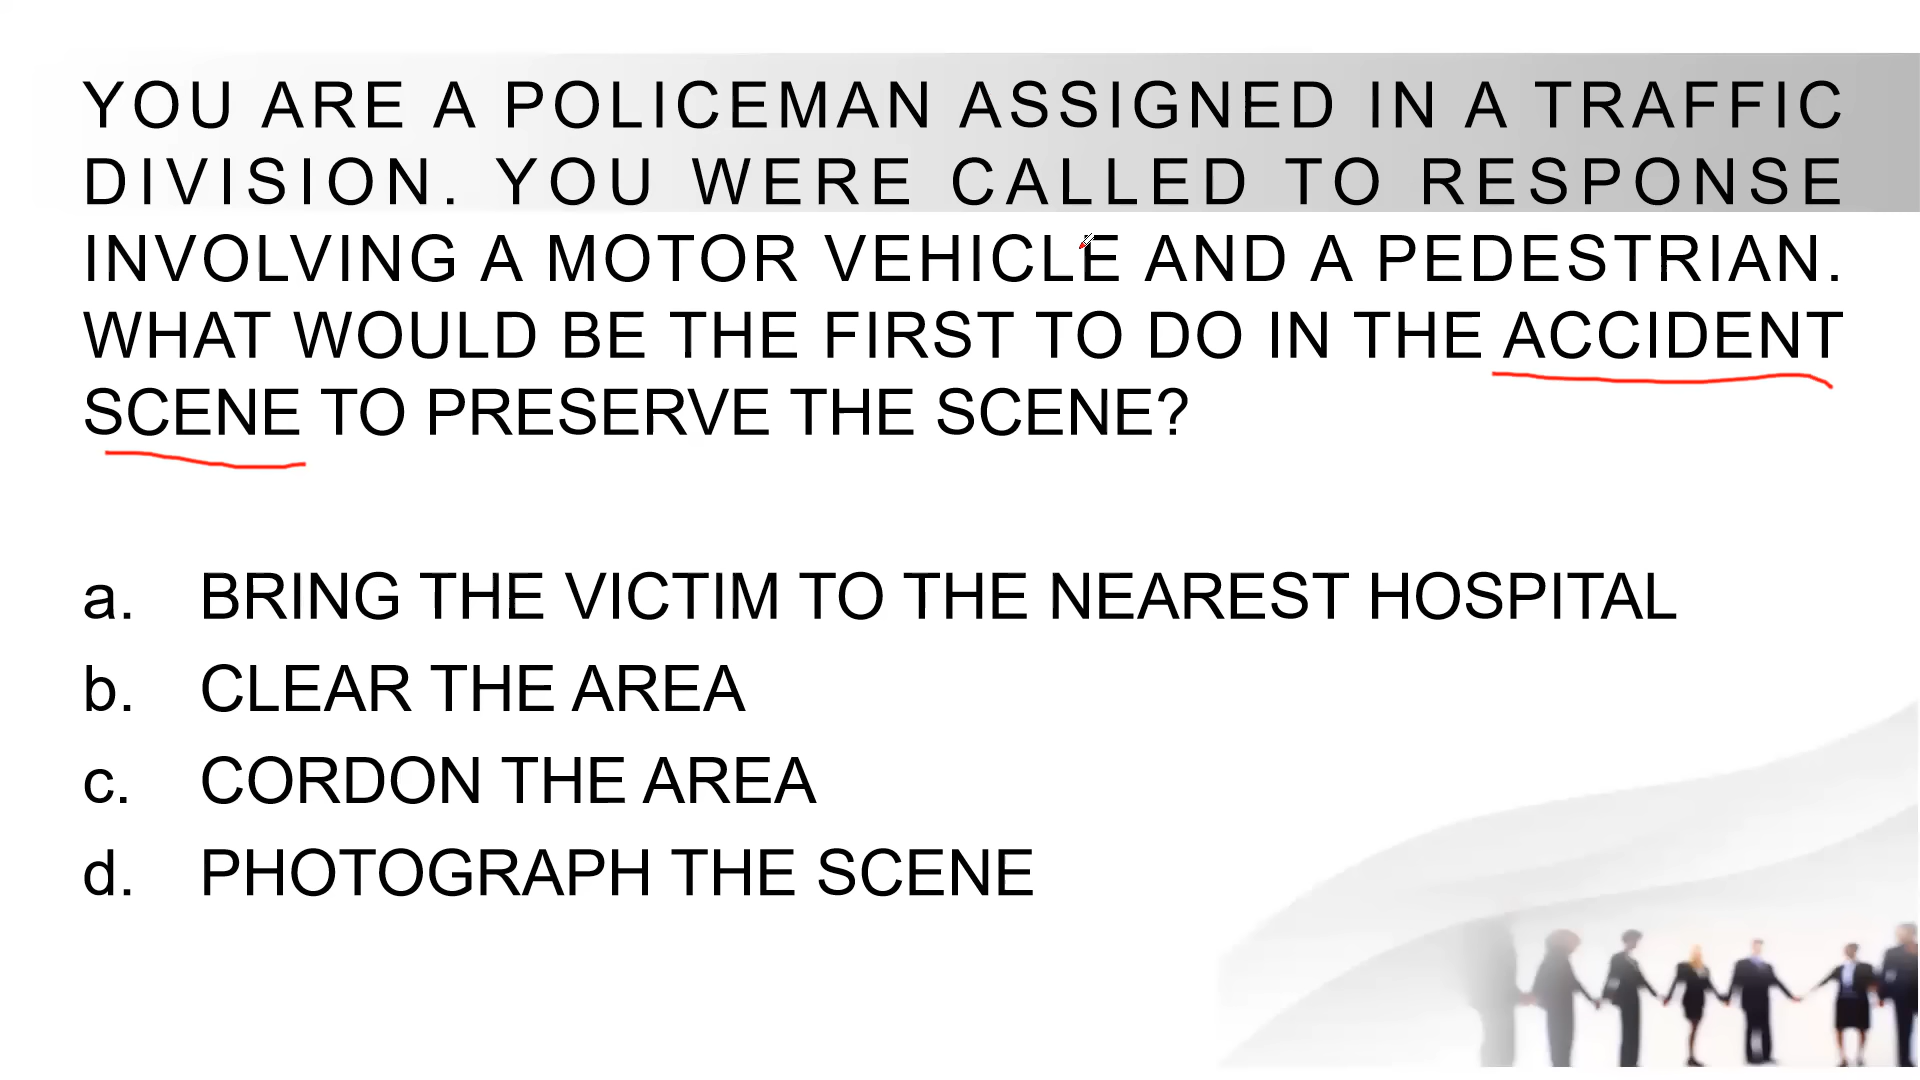 YOU ARE A POLICEMAN ASSIGNED IN A TRAFFIC
DIVISION. YOU WERE CALLED TO RESPONSE
INVOLVING A MOTOR VEHICLE AND A PEDESTRIAN.
WHAT WOULD BE THE FIRST TO DO IN THE ACCIDENT
SCENE TO PRESERVE THE SCENE?
a. BRING THE VICTIM TO THE NEAREST HOSPITAL
b. CLEAR THE AREA
c. CORDON THE AREA
d. PHOTOGRAPH THE SCENE